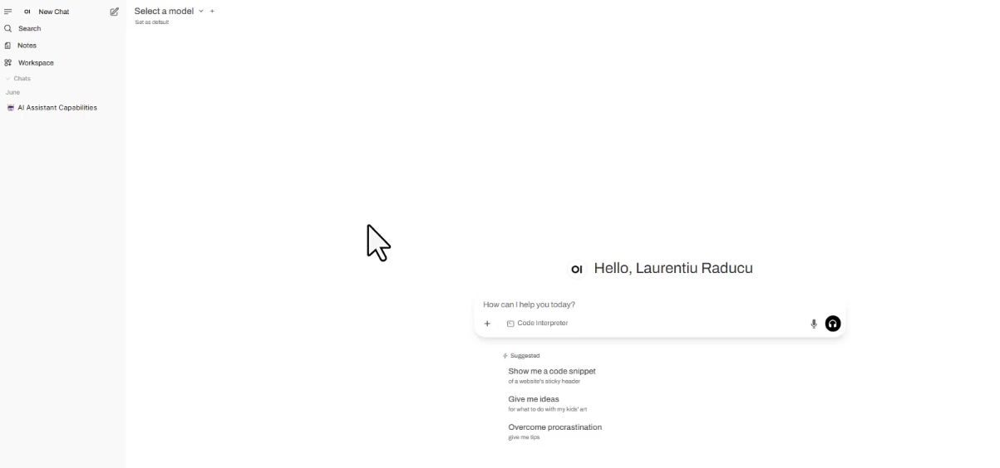 OI New Chat
Search
Notes
Workspace
Chats
June
AI Assistant Capabilities
Select a model
Set as default
OI Hello, Laurentiu Raducu
How can I help you today?
Code Interpreter
Suggested
Show me a code snippet
of a website's sticky header
Give me ideas
for what to do with my kids' art
Overcome procrastination
give me tips